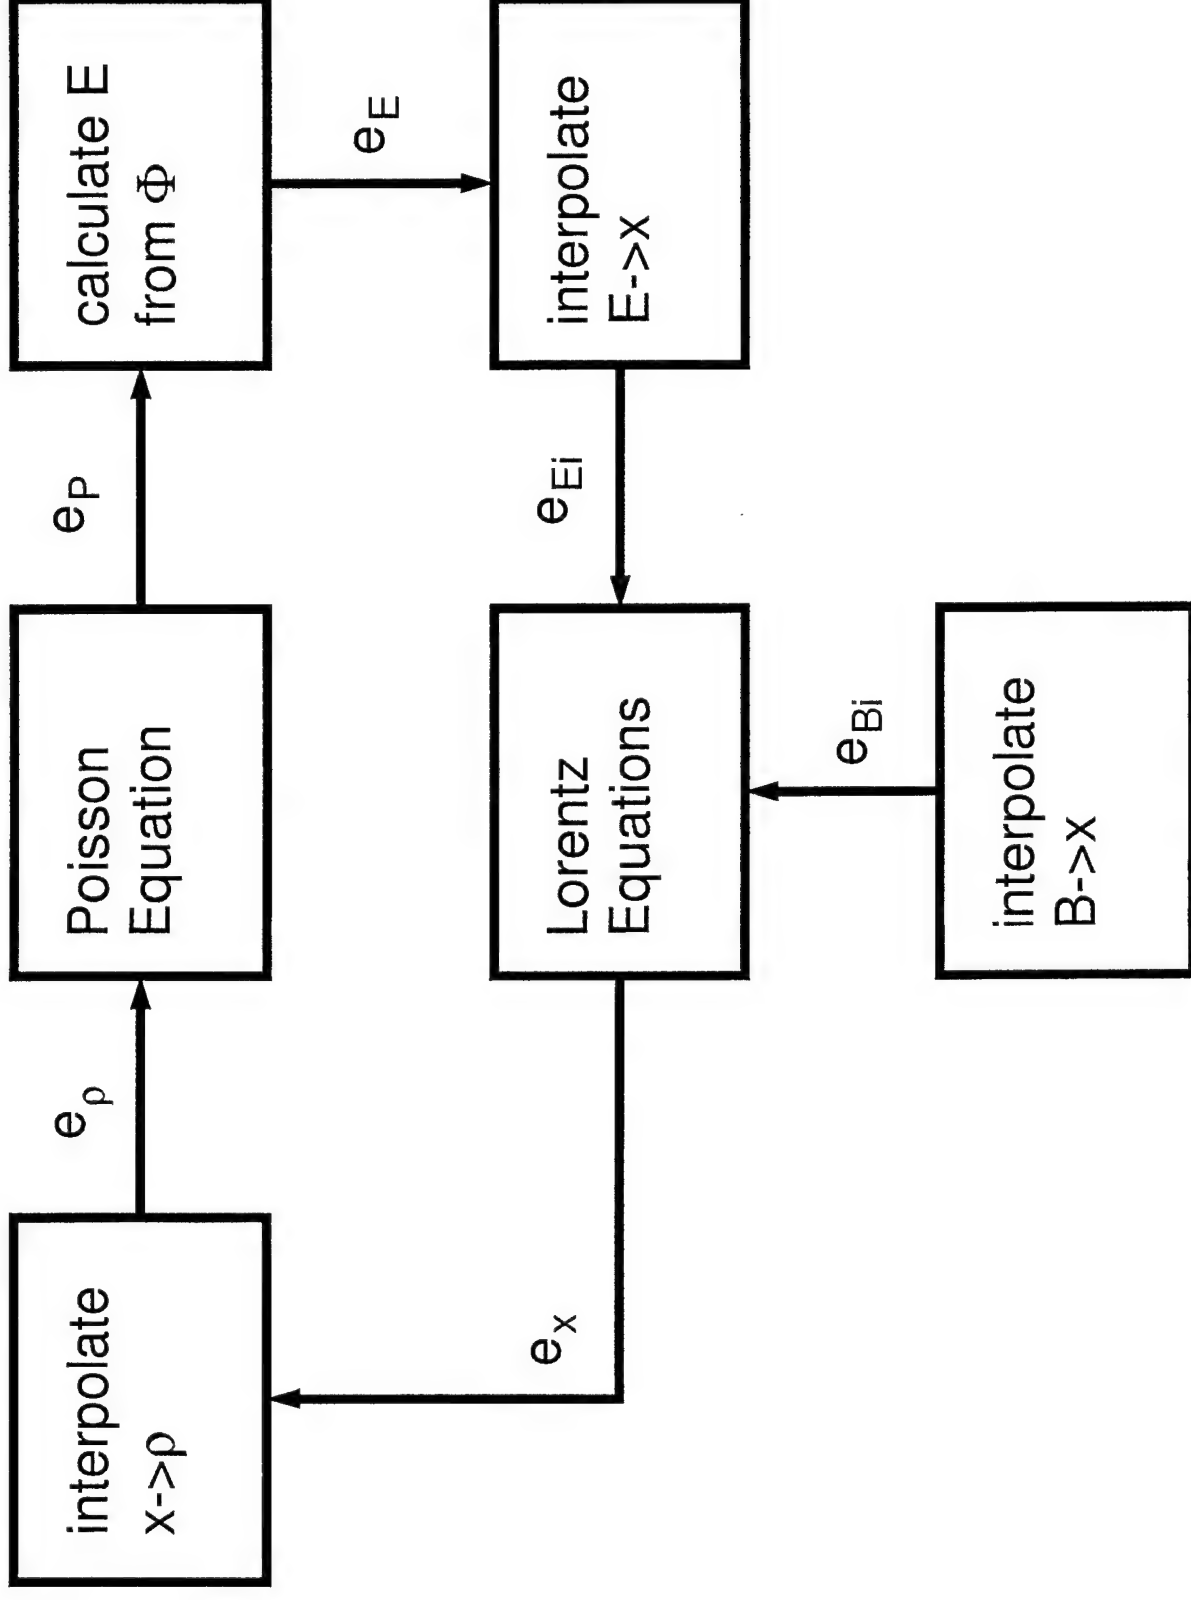 interpolate
x->ρ
e_ρ
Poisson
Equation
e_P
calculate E
from Φ
e_E
interpolate
E->x
e_Ei
Lorentz
Equations
e_x
e_Bi
interpolate
B->x